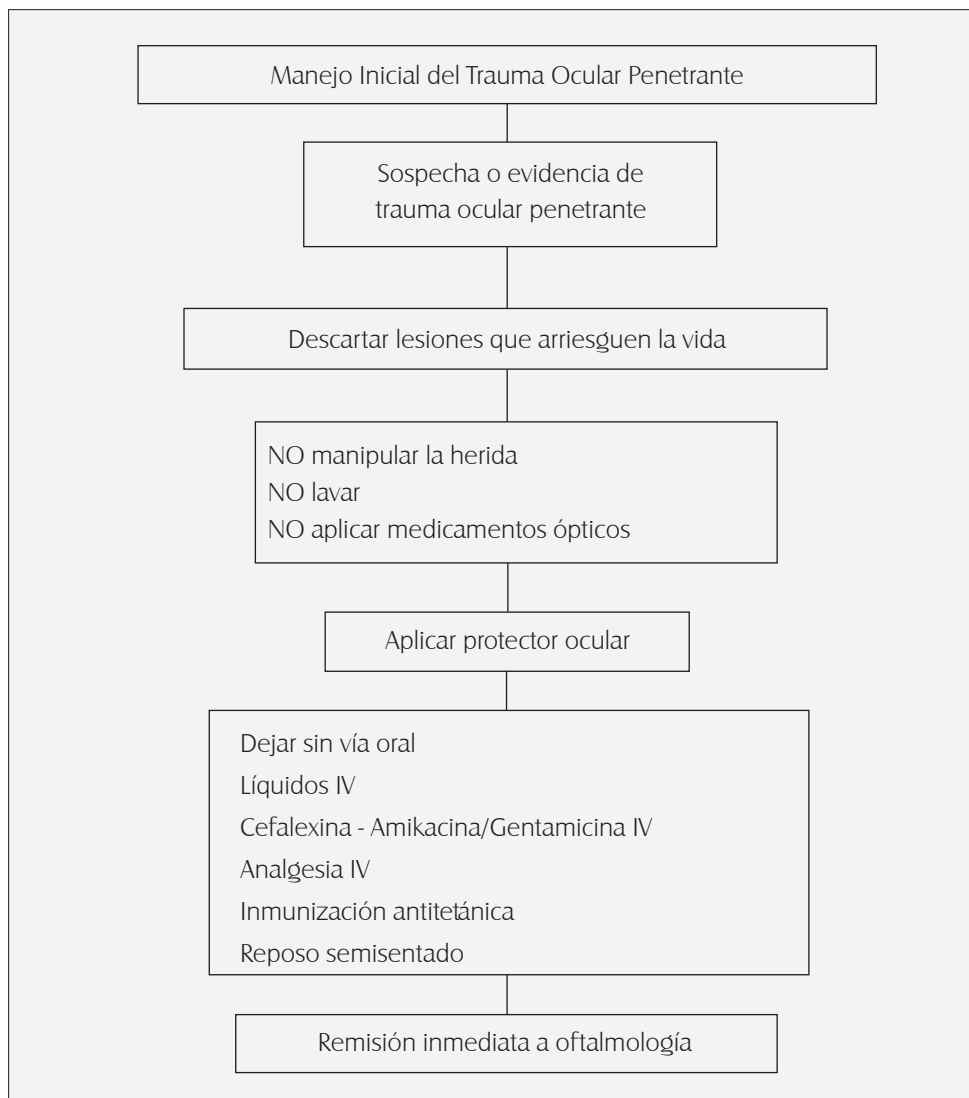 Manejo Inicial del Trauma Ocular Penetrante
Sospecha o evidencia de
trauma ocular penetrante
Descartar lesiones que arriesguen la vida
NO manipular la herida
NO lavar
NO aplicar medicamentos ópticos
Aplicar protector ocular
Dejar sin vía oral
Líquidos IV
Cefalexina - Amikacina/Gentamicina IV
Analgesia IV
Inmunización antitetánica
Reposo semisentado
Remisión inmediata a oftalmología